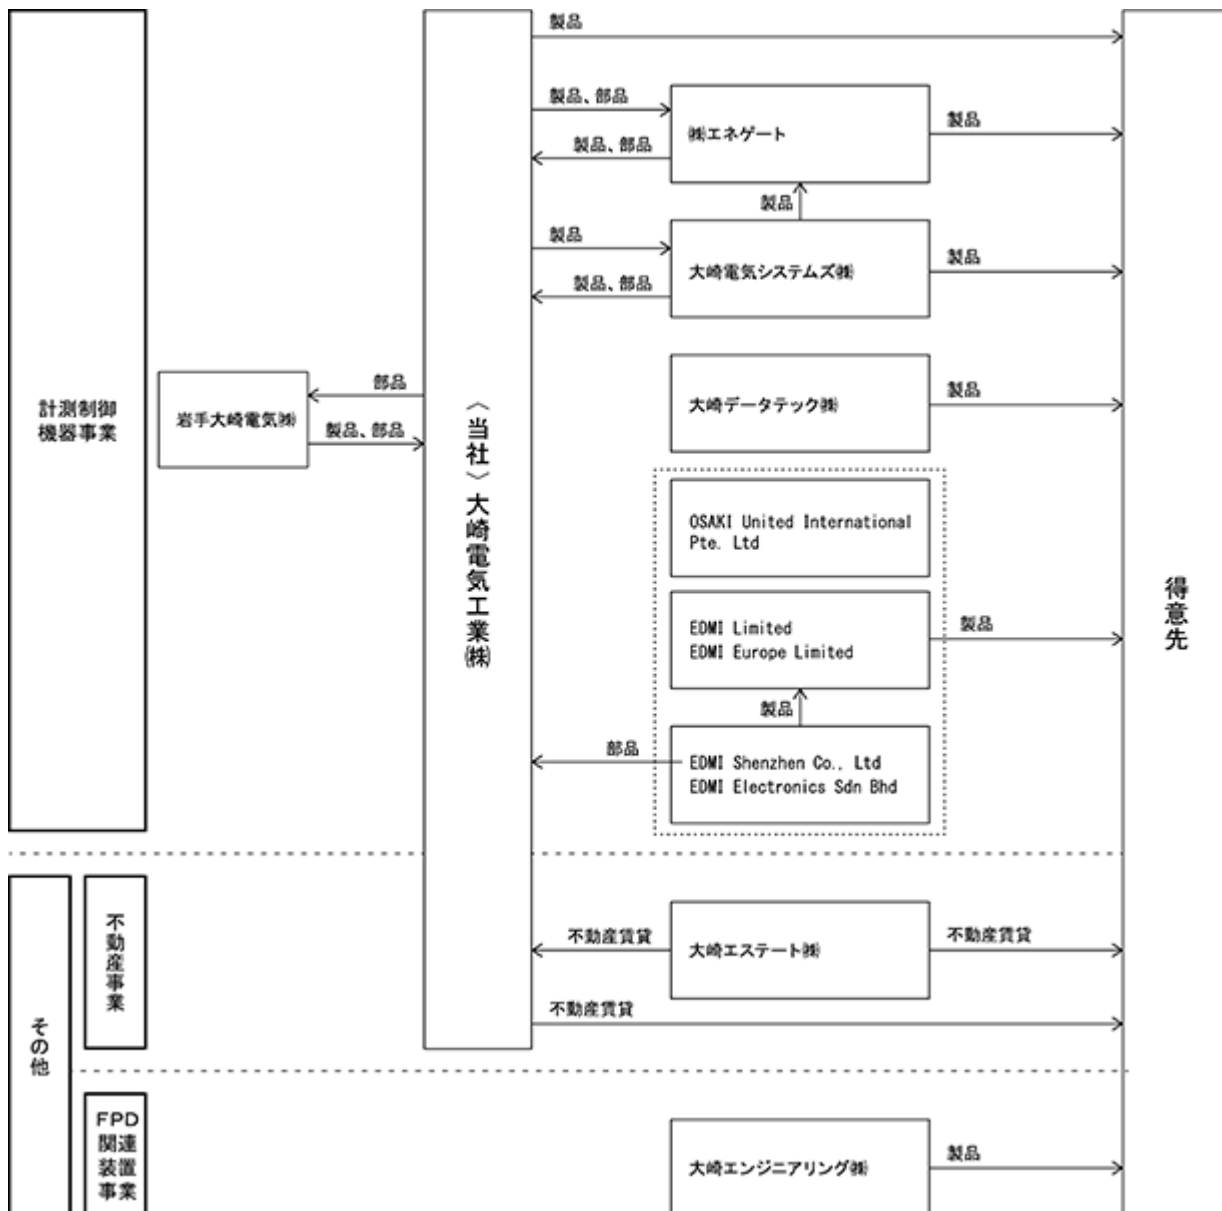 製品
製品、部品
㈱エネゲート
製品
製品、部品
製品
製品
大崎電気システムズ㈱
製品
製品、部品
計測制御
機器事業
岩手大崎電気㈱
部品
製品、部品
〈当社〉大崎電気工業㈱
大崎データテック㈱
製品
OSAKI United International
Pte. Ltd
EDMI Limited
EDMI Europe Limited
製品
製品
部品
EDMI Shenzhen Co., Ltd
EDMI Electronics Sdn Bhd
得意先
その他
不動産事業
不動産賃貸
大崎エステート㈱
不動産賃貸
不動産賃貸
FPD
関連
装置
事業
大崎エンジニアリング㈱
製品